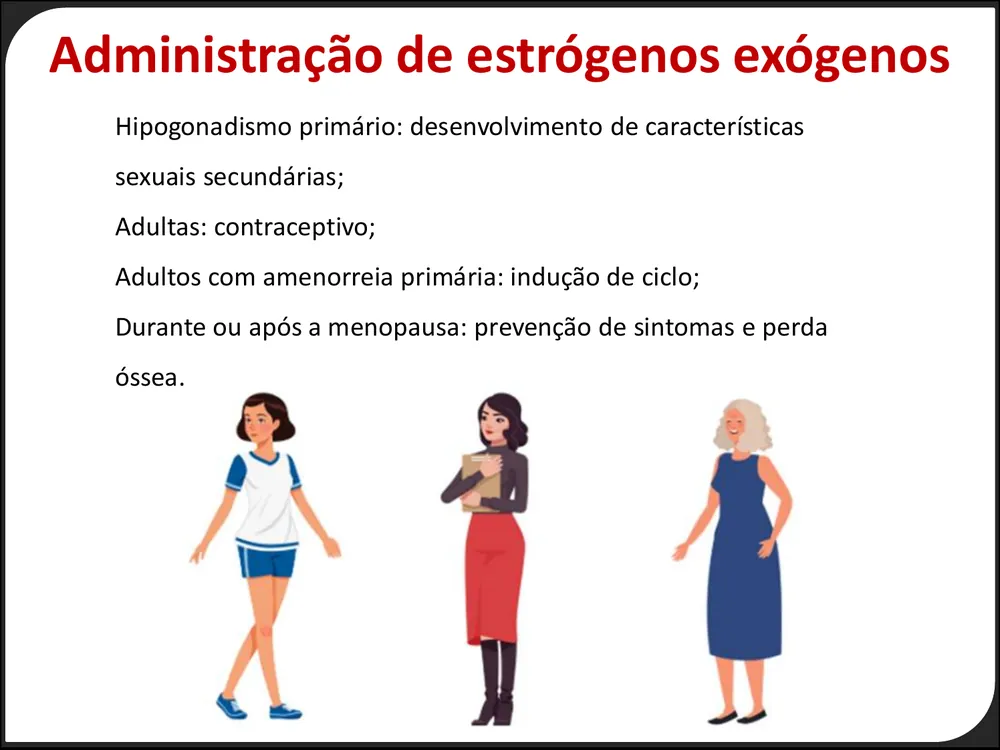 Administração de estrógenos exógenos
Hipogonadismo primário: desenvolvimento de características
sexuais secundárias;
Adultas: contraceptivo;
Adultos com amenorreia primária: indução de ciclo;
Durante ou após a menopausa: prevenção de sintomas e perda
óssea.